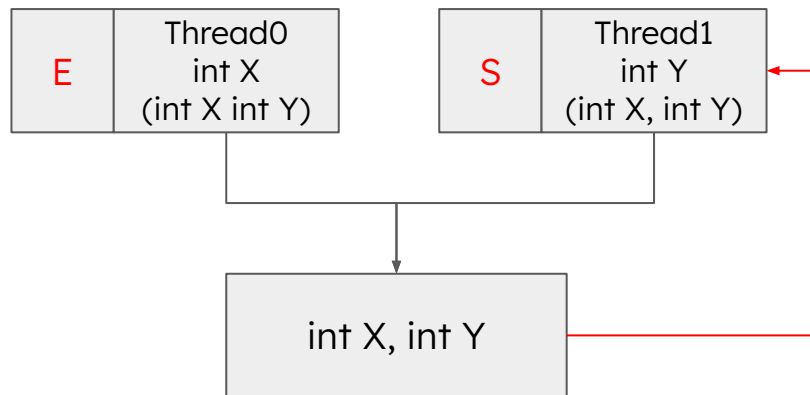 E
Thread0
int X
(int X int Y)
S
Thread1
int Y
(int X, int Y)
int X, int Y